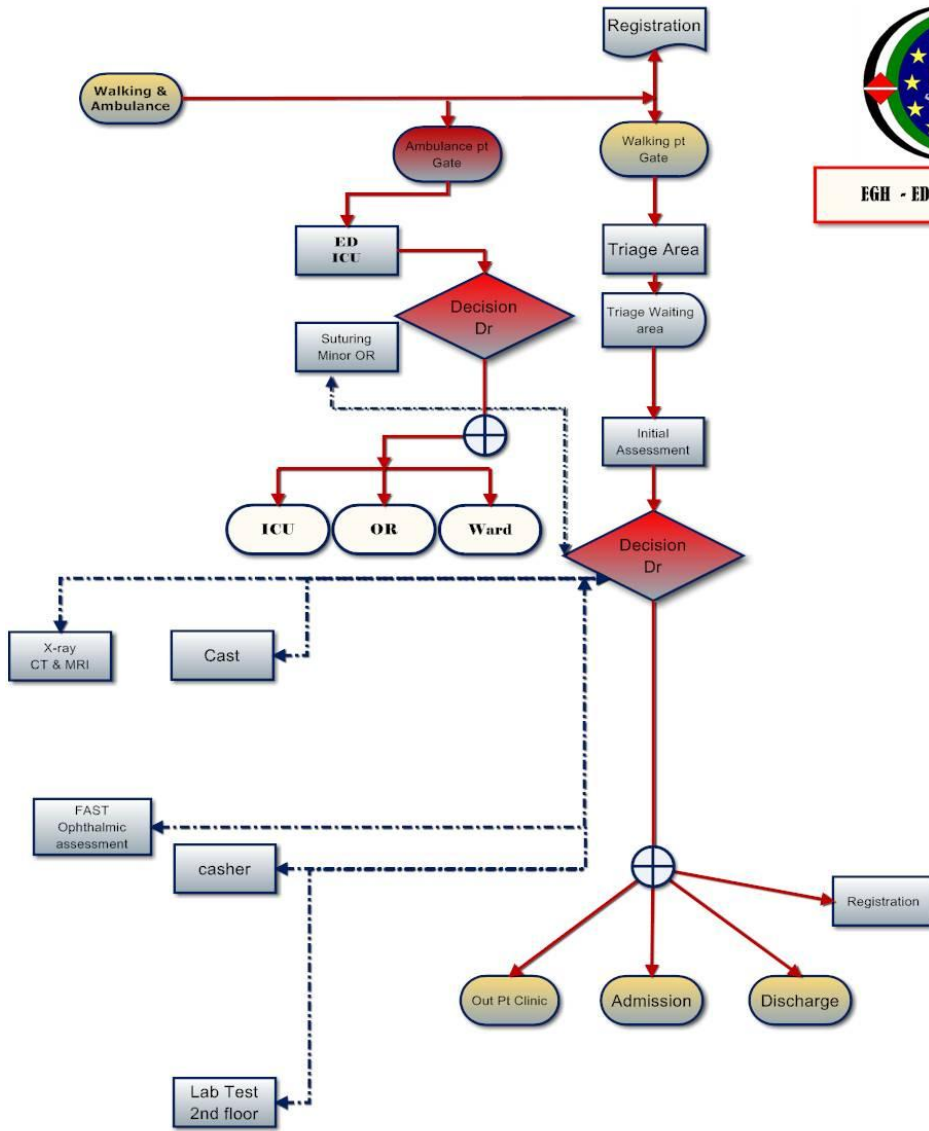 Registration
Walking &
Ambulance
Ambulance pt
Gate
Walking pt
Gate
EGH - ED
ED
ICU
Triage Area
Decision
Dr
Triage Waiting
area
Suturing
Minor OR
Initial
Assessment
ICU
OR
Ward
Decision
Dr
X-ray
CT & MRI
Cast
FAST
Ophthalmic
assessment
casher
Registration
Out Pt Clinic
Admission
Discharge
Lab Test
2nd floor